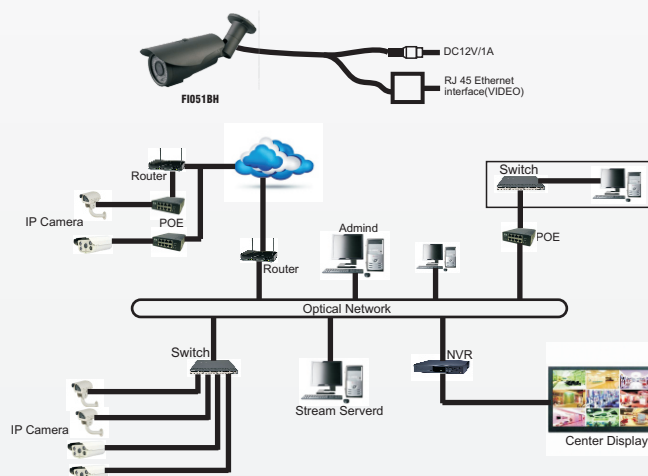 DC12V/1A
RJ 45 Ethernet
interface(VIDEO)
FI051BH
Router
IP Camera
POE
Switch
POE
Admind
Router
Optical Network
Switch
NVR
Stream Serverd
IP Camera
Center Display